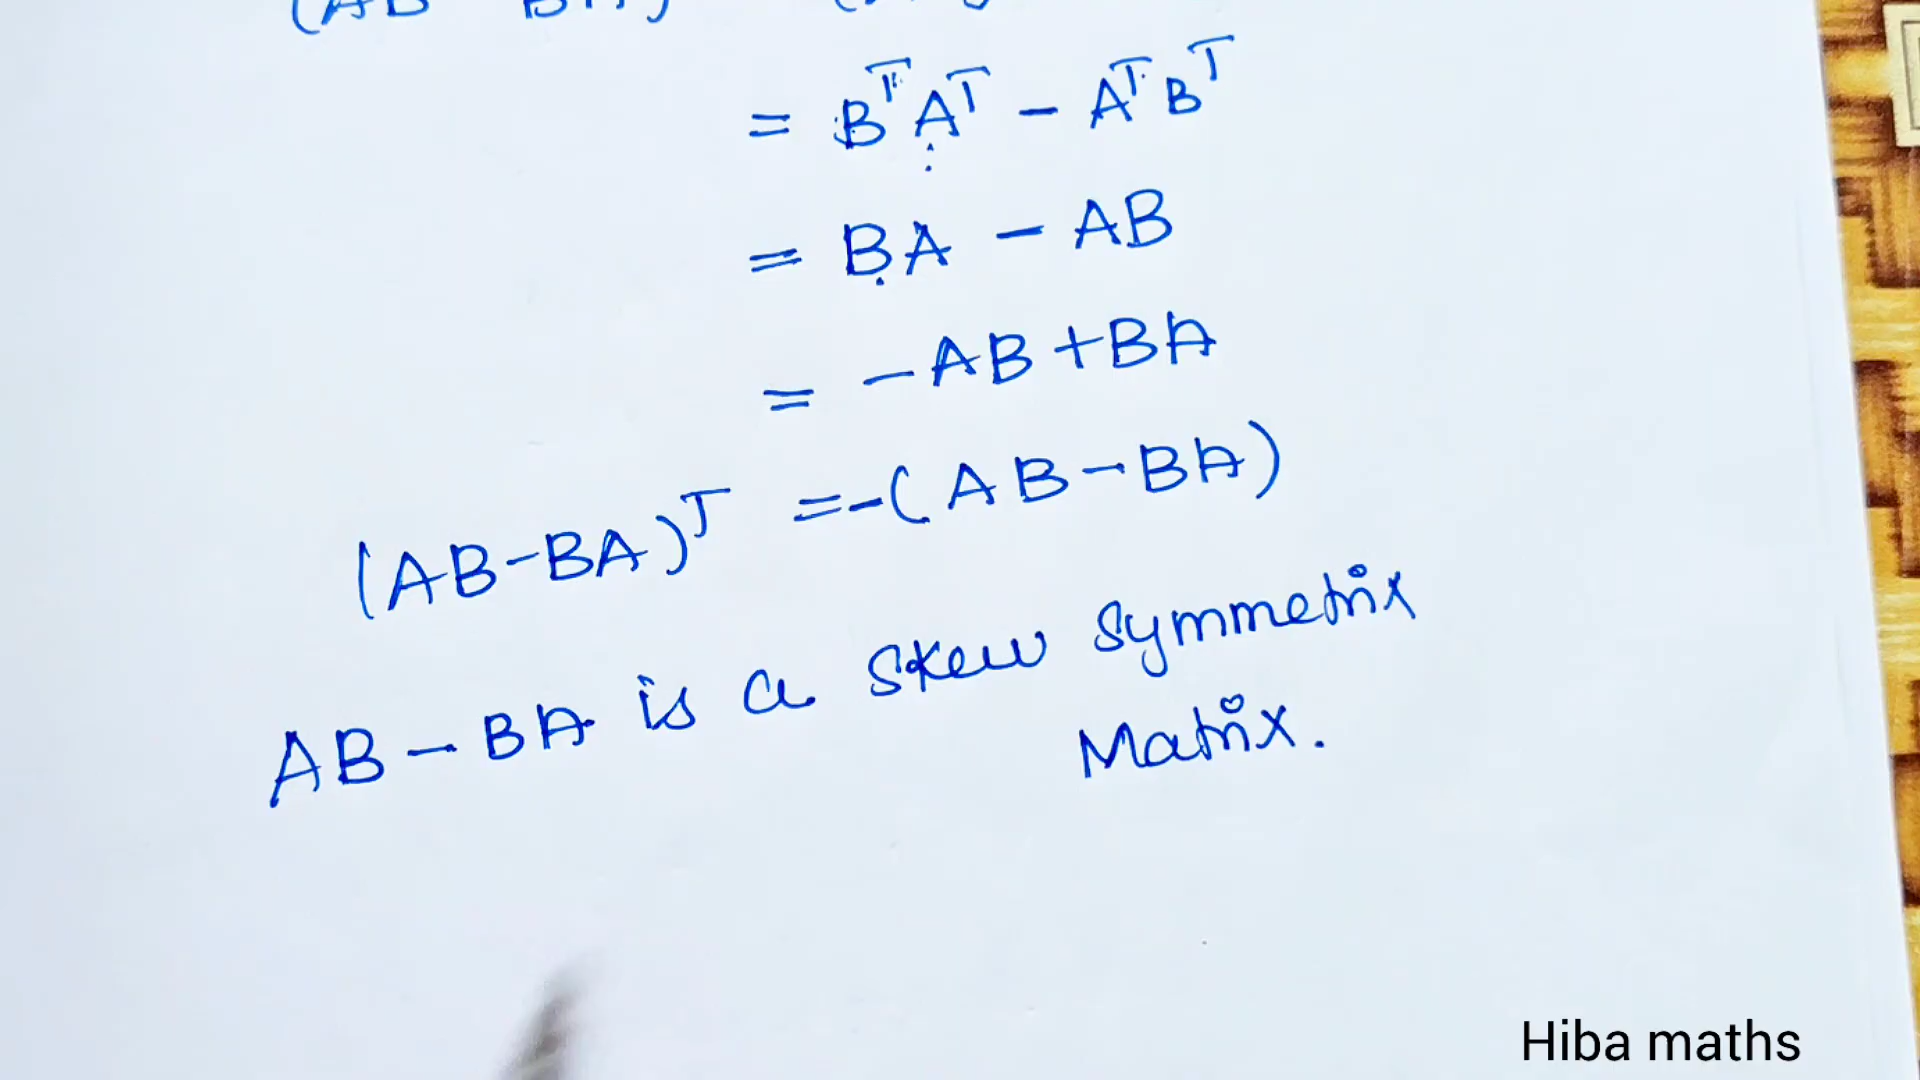 = BᵀAᵀ - AᵀBᵀ
= BA - AB
= -AB + BA
(AB-BA)ᵀ = -(AB-BA)
AB - BA is a skew symmetrix
Matrix.
Hiba maths